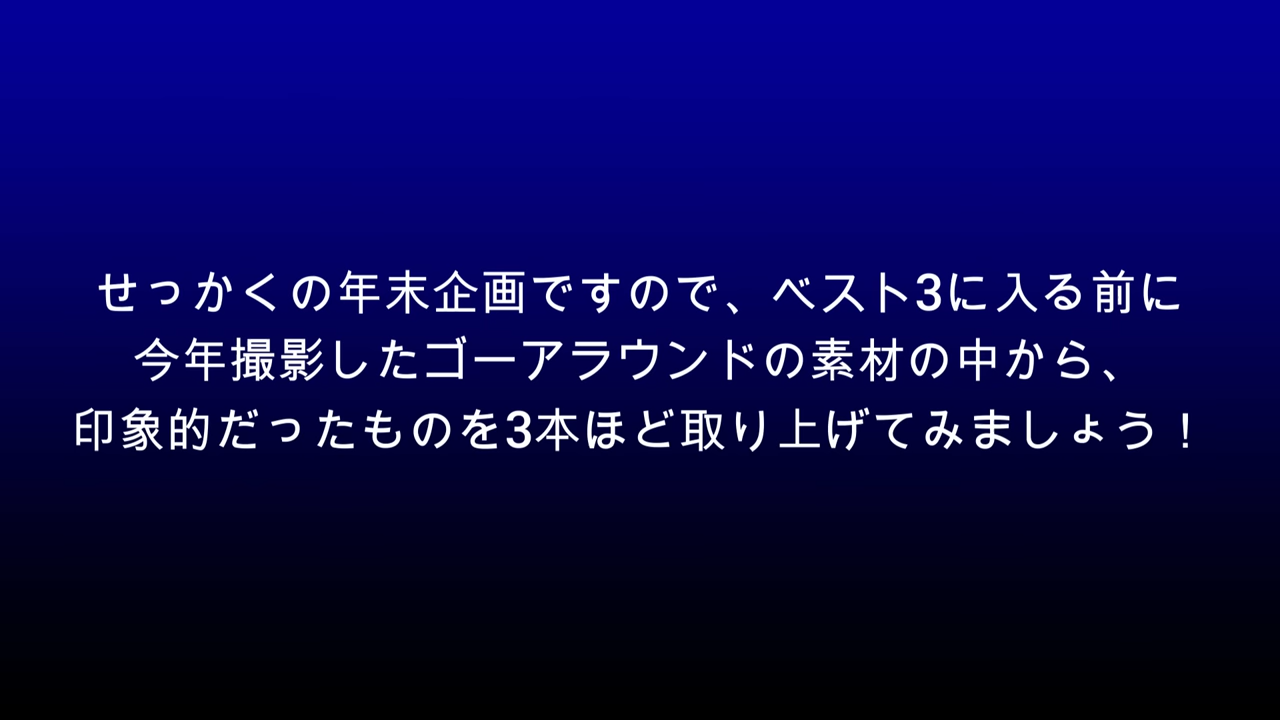 せっかくの年末企画ですので、ベスト3に入る前に
今年撮影したゴーアラウンドの素材の中から、
印象的だったものを3本ほど取り上げてみましょう！